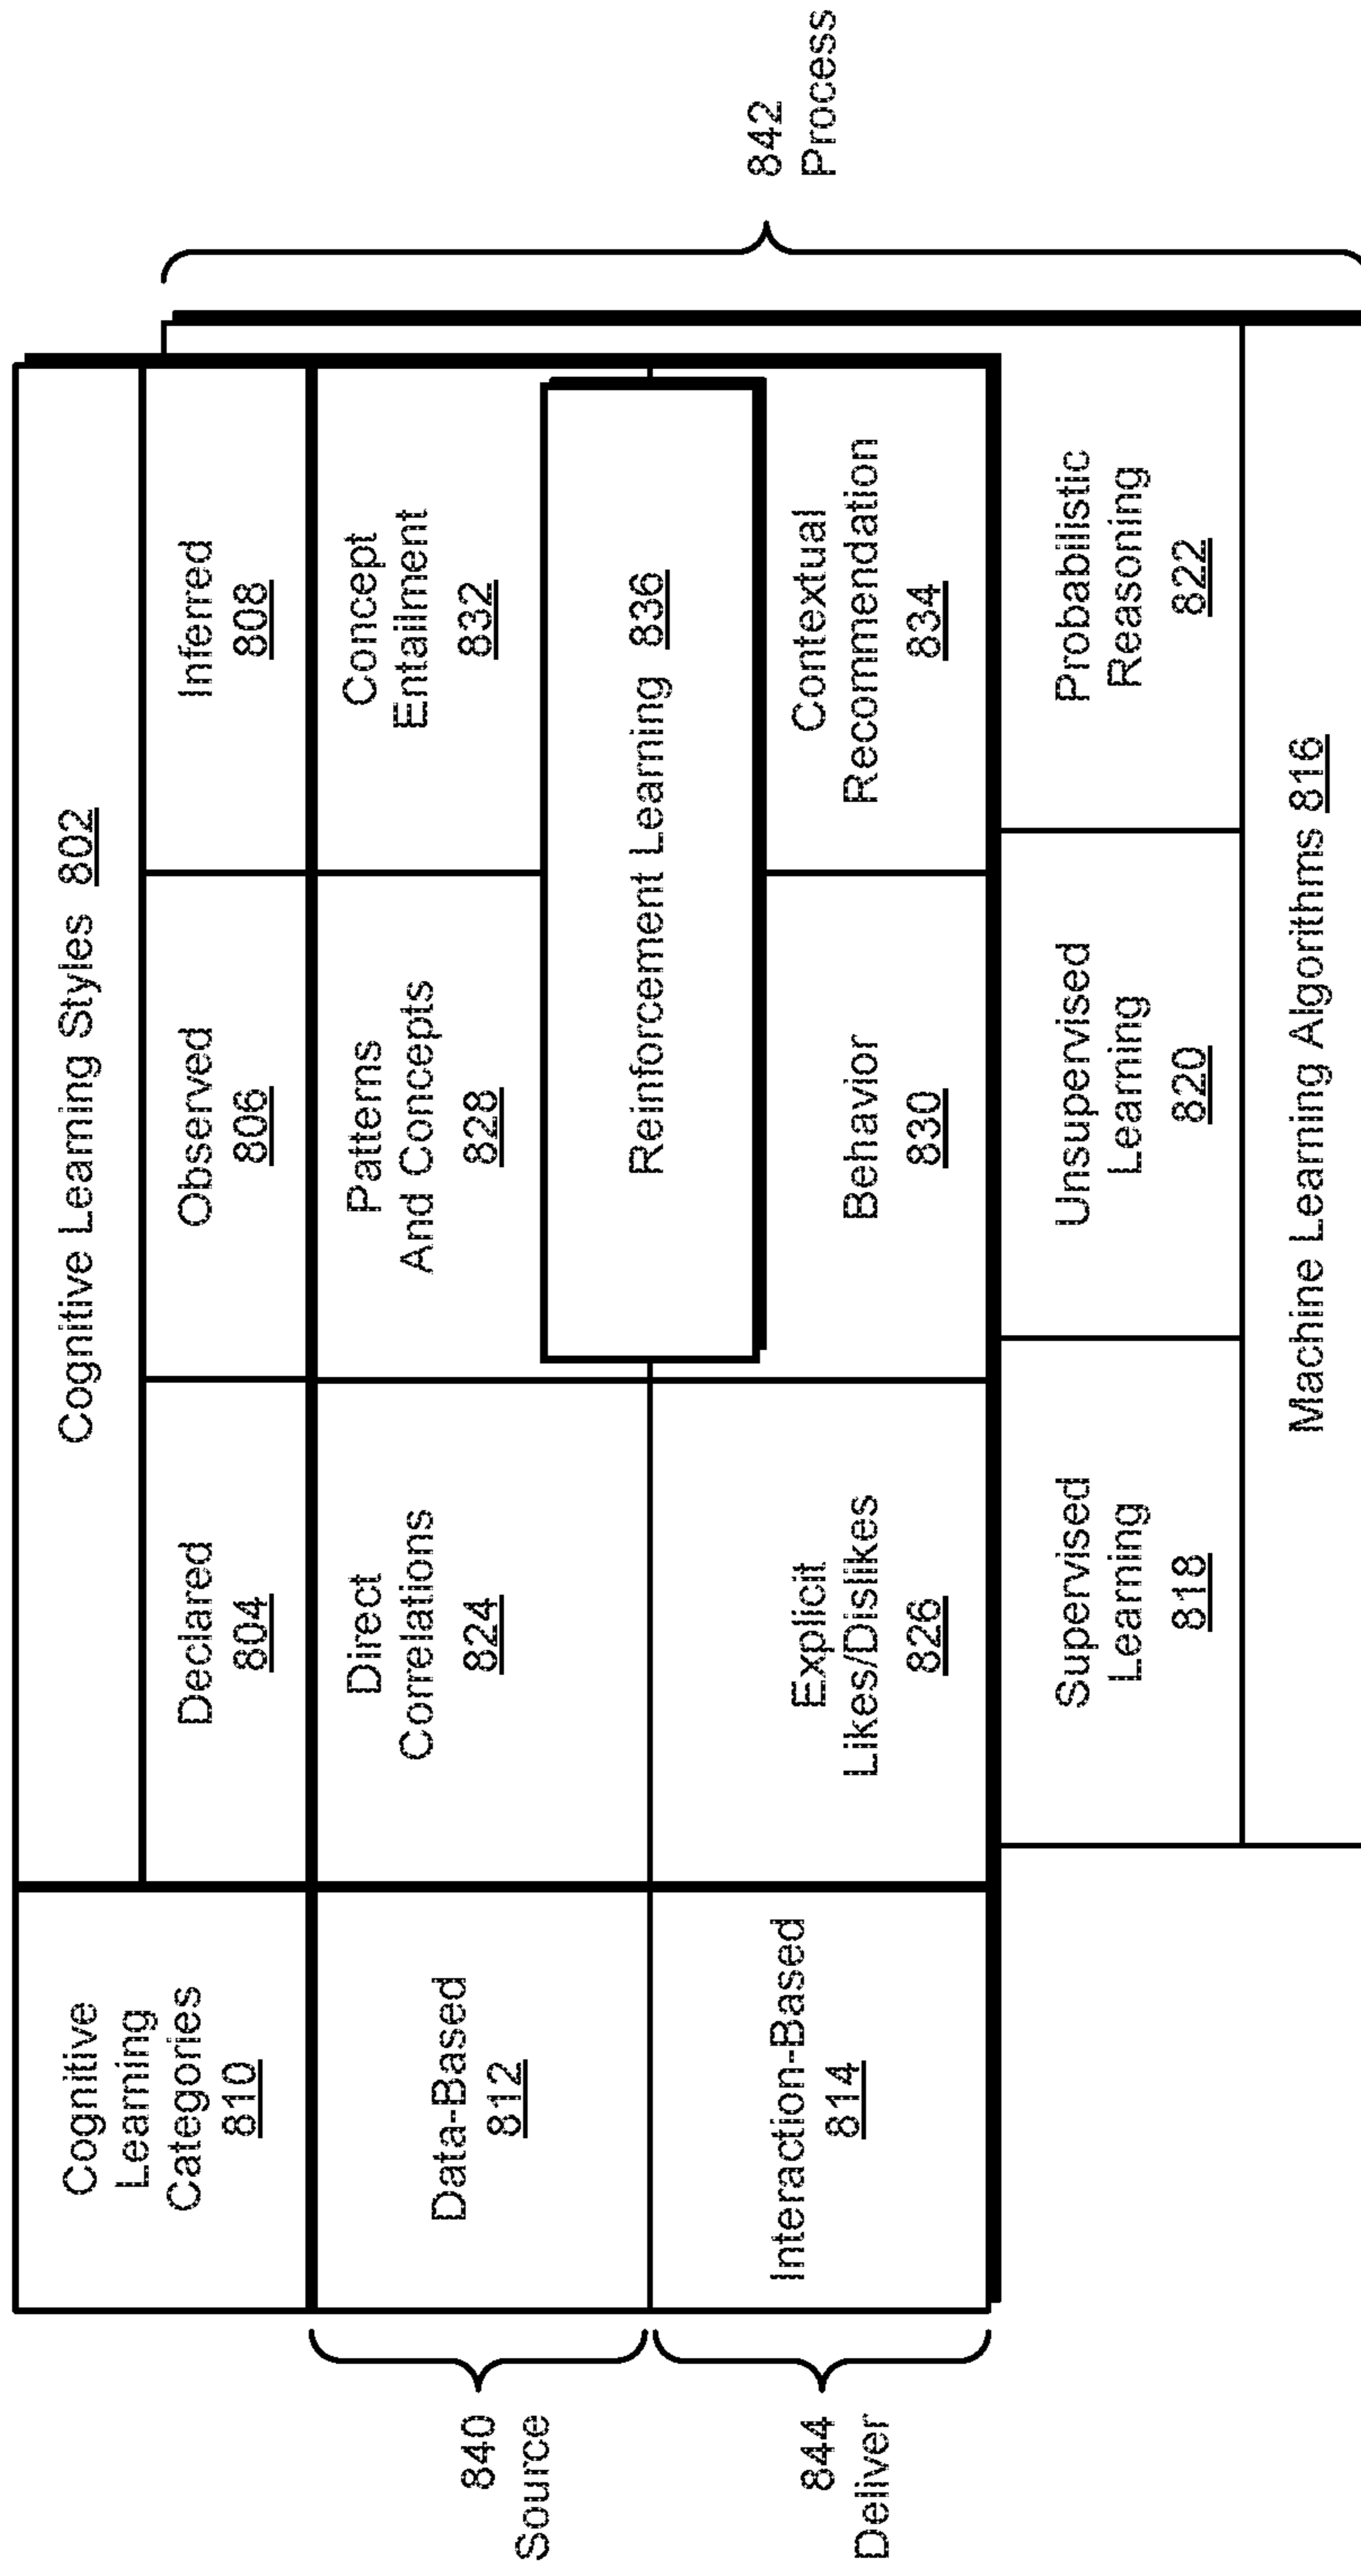 Cognitive
Learning
Categories
810
Cognitive Learning Styles 802
Declared
804
Observed
806
Inferred
808
840
Source
Data-Based
812
Direct
Correlations
824
Patterns
And Concepts
828
Concept
Entailment
832
Reinforcement Learning 836
844
Deliver
Interaction-Based
814
Explicit
Likes/Dislikes
826
Behavior
830
Contextual
Recommendation
834
842
Process
Supervised
Learning
818
Unsupervised
Learning
820
Probabilistic
Reasoning
822
Machine Learning Algorithms 816